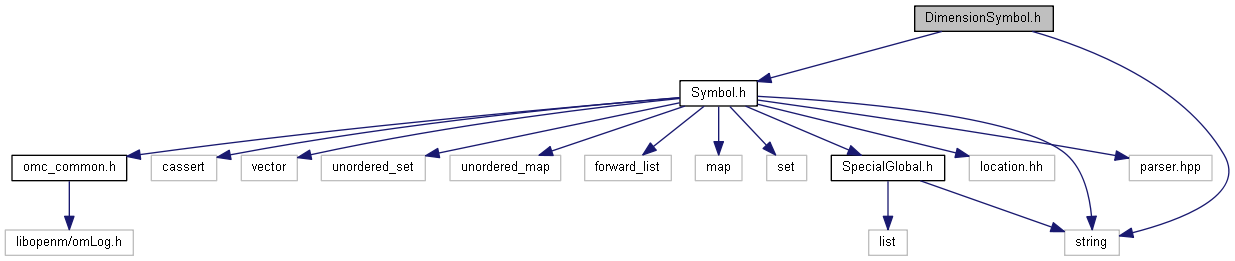 DimensionSymbol.h
Symbol.h
omc_common.h
cassert
vector
unordered_set
unordered_map
forward_list
map
set
SpecialGlobal.h
location.hh
parser.hpp
libopenm/omLog.h
list
string